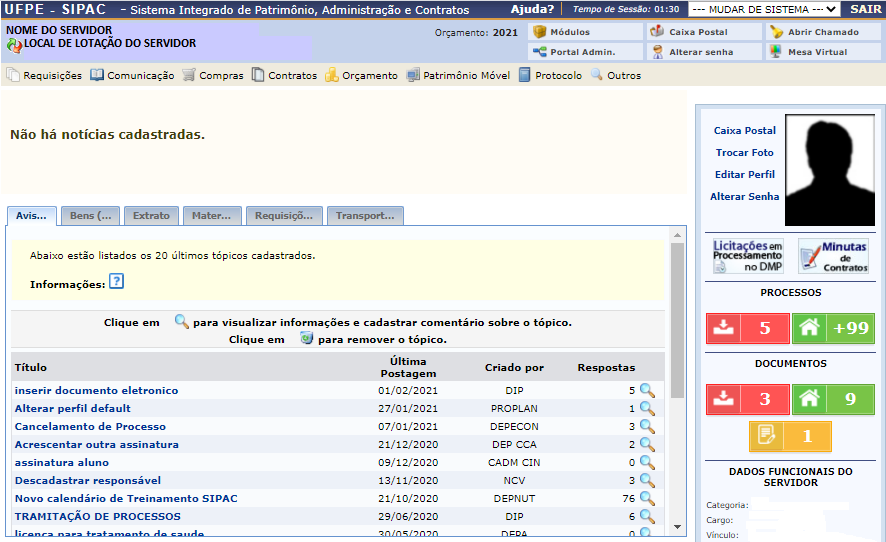 UFPE - SIPAC - Sistema Integrado de Patrimônio, Administração e Contratos Ajuda? Tempo de Sessão: 01:30 --- MUDAR DE SISTEMA --- SAIR
NOME DO SERVIDOR
LOCAL DE LOTAÇÃO DO SERVIDOR
Orçamento: 2021
Módulos Caixa Postal Abrir Chamado
Portal Admin. Alterar senha Mesa Virtual
Requisições Comunicação Compras Contratos Orçamento Patrimônio Móvel Protocolo Outros
Não há notícias cadastradas.
Avis... Bens (... Extrato Mater... Requisiçõ... Transport...
Abaixo estão listados os 20 últimos tópicos cadastrados.
Informações: ?
Clique em para visualizar informações e cadastrar comentário sobre o tópico.
Clique em para remover o tópico.
Título Última Postagem Criado por Respostas
inserir documento eletronico 01/02/2021 DIP 5
Alterar perfil default 27/01/2021 PROPLAN 1
Cancelamento de Processo 07/01/2021 DEPECON 3
Acrescentar outra assinatura 21/12/2020 DEP CCA 2
assinatura aluno 09/12/2020 CADM CIN 0
Descadastrar responsável 13/11/2020 NCV 3
Novo calendário de Treinamento SIPAC 21/10/2020 DEPNUT 76
TRAMITAÇÃO DE PROCESSOS 29/06/2020 DIP 6
licença para tratamento de saude 30/05/2020 DEPA 0
Caixa Postal
Trocar Foto
Editar Perfil
Alterar Senha
Licitações em Processamento no DMP
Minutas de Contratos
PROCESSOS
5 +99
DOCUMENTOS
3 9
1
DADOS FUNCIONAIS DO
SERVIDOR
Categoria:
Cargo:
Vínculo: